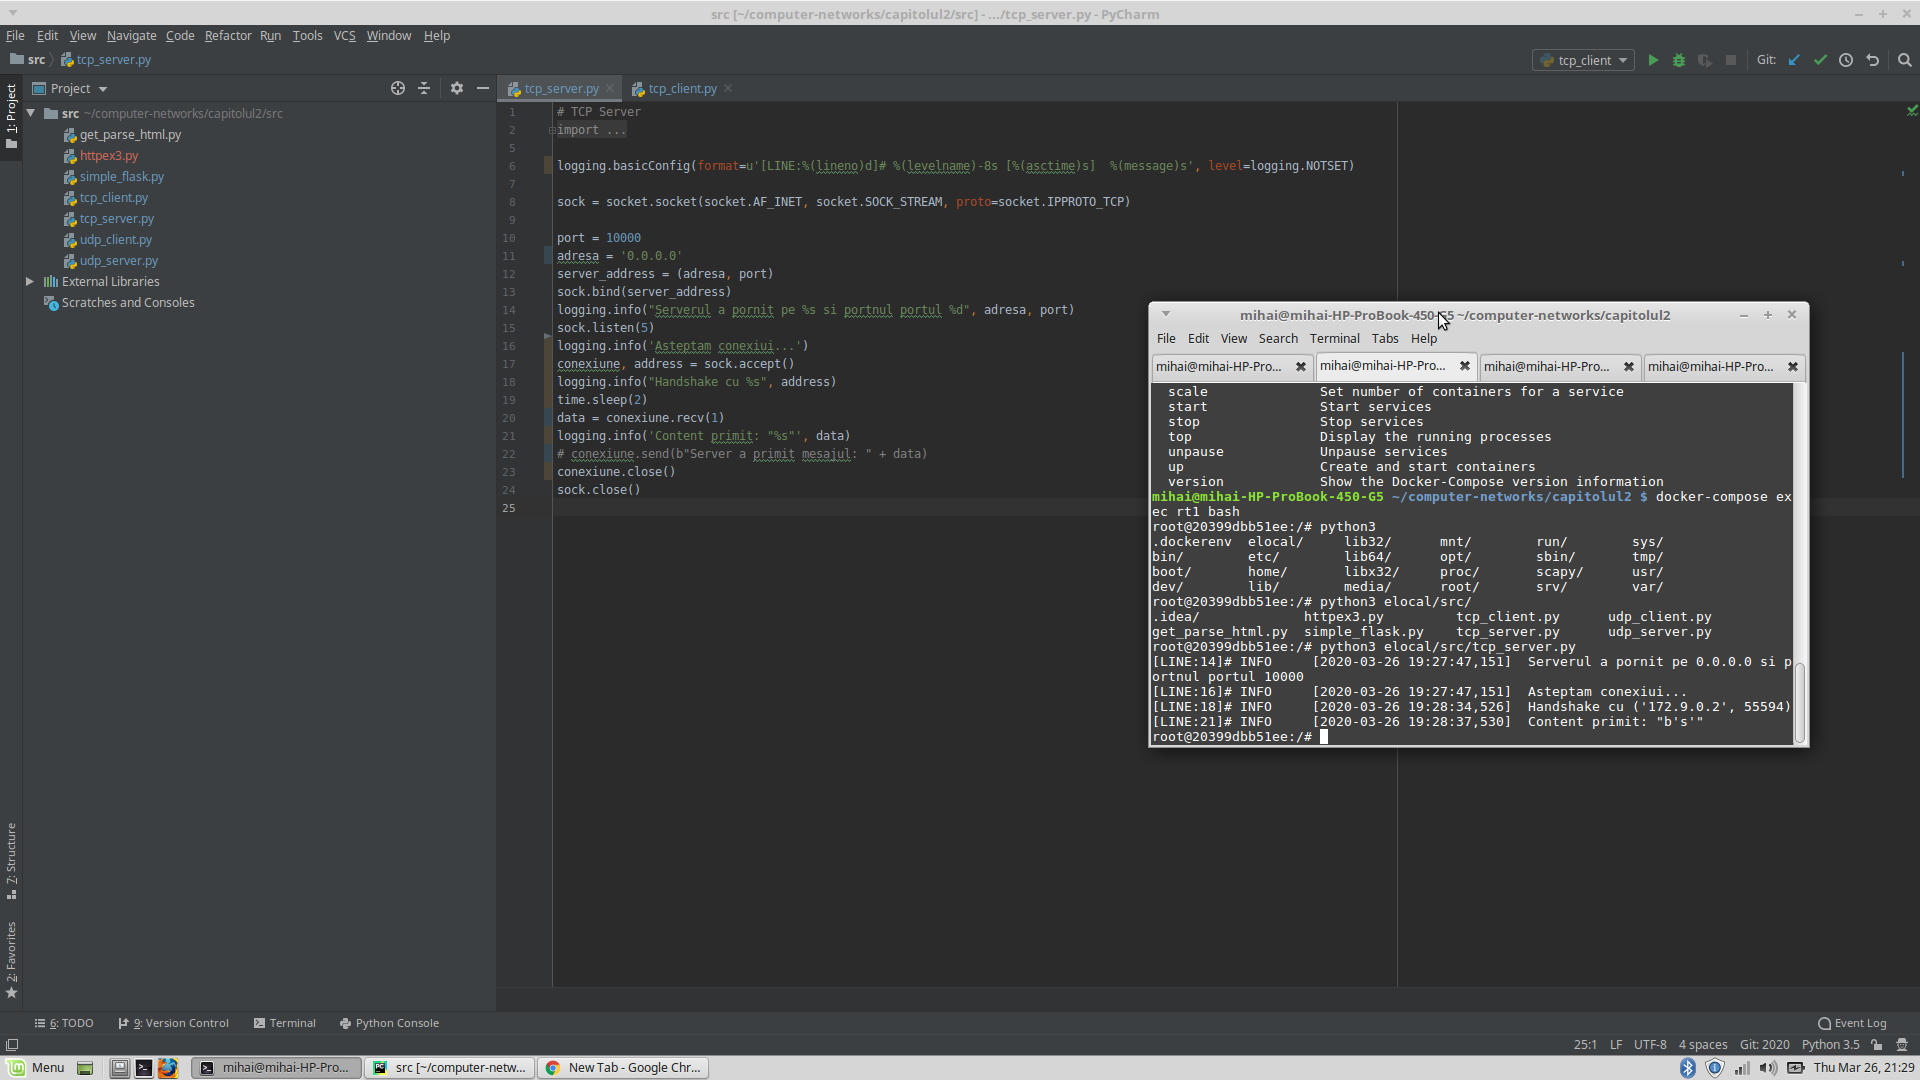 src [~/computer-networks/capitolul2/src] - .../tcp_server.py - PyCharm
File Edit View Navigate Code Refactor Run Tools VCS Window Help
src tcp_server.py
tcp_client Git:
Project
1: Project
src ~/computer-networks/capitolul2/src
get_parse_html.py
httpex3.py
simple_flask.py
tcp_client.py
tcp_server.py
udp_client.py
udp_server.py
External Libraries
Scratches and Consoles
7: Structure
2: Favorites
tcp_server.py tcp_client.py
1 # TCP Server
2 import ...
5
6 logging.basicConfig(format=u'[LINE:%(lineno)d]# %(levelname)-8s [%(asctime)s]  %(message)s', level=logging.NOTSET)
7
8 sock = socket.socket(socket.AF_INET, socket.SOCK_STREAM, proto=socket.IPPROTO_TCP)
9
10 port = 10000
11 adresa = '0.0.0.0'
12 server_address = (adresa, port)
13 sock.bind(server_address)
14 logging.info("Serverul a pornit pe %s si portnul portul %d", adresa, port)
15 sock.listen(5)
16 logging.info('Asteptam conexiui...')
17 conexiune, address = sock.accept()
18 logging.info("Handshake cu %s", address)
19 time.sleep(2)
20 data = conexiune.recv(1)
21 logging.info('Content primit: "%s"', data)
22 # conexiune.send(b"Server a primit mesajul: " + data)
23 conexiune.close()
24 sock.close()
25
mihai@mihai-HP-ProBook-450-G5 ~/computer-networks/capitolul2
File Edit View Search Terminal Tabs Help
mihai@mihai-HP-Pro... mihai@mihai-HP-Pro... mihai@mihai-HP-Pro... mihai@mihai-HP-Pro...
scale Set number of containers for a service
start Start services
stop Stop services
top Display the running processes
unpause Unpause services
up Create and start containers
version Show the Docker-Compose version information
mihai@mihai-HP-ProBook-450-G5 ~/computer-networks/capitolul2 $ docker-compose ex
ec rt1 bash
root@20399dbb51ee:/# python3
.dockerenv elocal/ lib32/ mnt/ run/ sys/
bin/ etc/ lib64/ opt/ sbin/ tmp/
boot/ home/ libx32/ proc/ scapy/ usr/
dev/ lib/ media/ root/ srv/ var/
root@20399dbb51ee:/# python3 elocal/src/
.idea/ httpex3.py tcp_client.py udp_client.py
get_parse_html.py simple_flask.py tcp_server.py udp_server.py
root@20399dbb51ee:/# python3 elocal/src/tcp_server.py
[LINE:14]# INFO [2020-03-26 19:27:47,151] Serverul a pornit pe 0.0.0.0 si p
ortnul portul 10000
[LINE:16]# INFO [2020-03-26 19:27:47,151] Asteptam conexiui...
[LINE:18]# INFO [2020-03-26 19:28:34,526] Handshake cu ('172.9.0.2', 55594)
[LINE:21]# INFO [2020-03-26 19:28:37,530] Content primit: "b's'"
root@20399dbb51ee:/#
6: TODO 9: Version Control Terminal Python Console Event Log
25:1 LF UTF-8 4 spaces Git: 2020 Python 3.5
Menu mihai@mihai-HP-Pro... src [~/computer-netw... New Tab - Google Chr... Thu Mar 26, 21:29